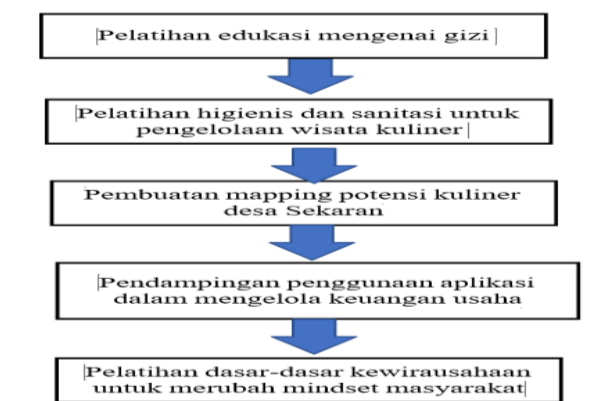 Pelatihan edukasi mengenai gizi
Pelatihan higienis dan sanitasi untuk
pengelolaan wisata kuliner
Pembuatan mapping potensi kuliner
desa Sekaran
Pendampingan penggunaan aplikasi
dalam mengelola keuangan usaha
Pelatihan dasar-dasar kewirausahaan
untuk merubah mindset masyarakat